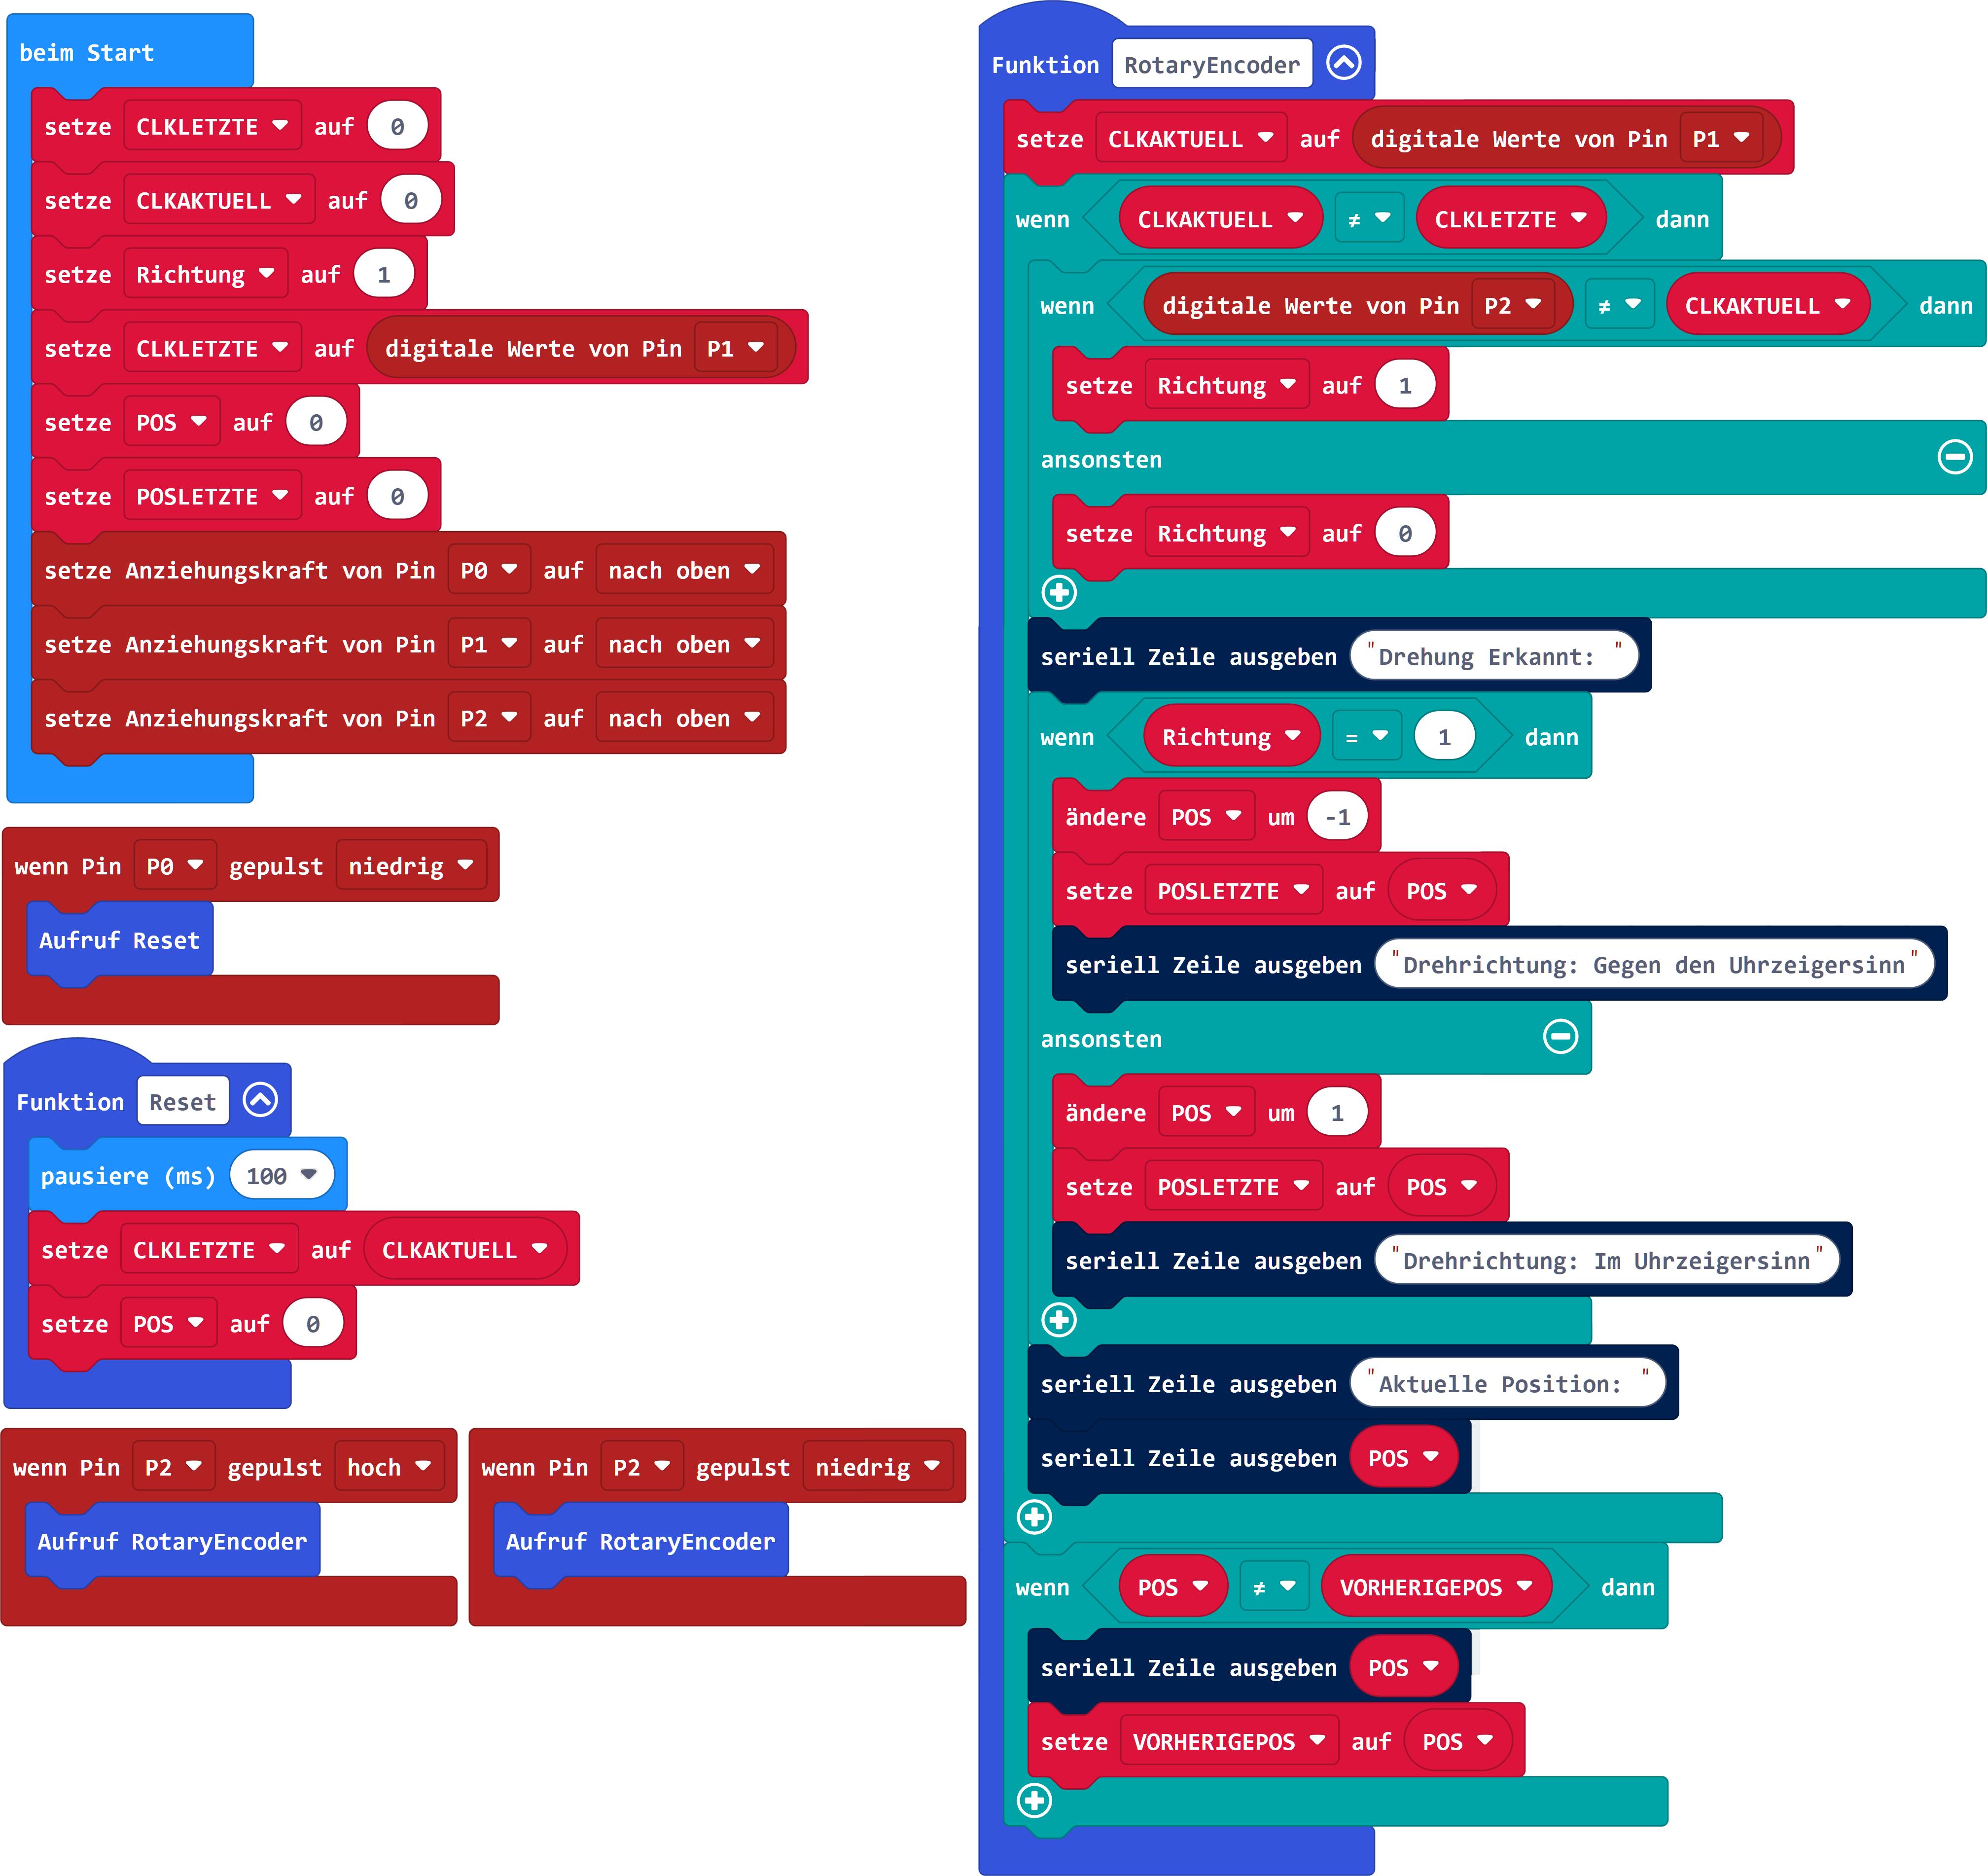 beim Start
setze CLKLETZTE auf 0
setze CLKAKTUELL auf 0
setze Richtung auf 1
setze CLKLETZTE auf digitale Werte von Pin P1
setze POS auf 0
setze POSLETZTE auf 0
setze Anziehungskraft von Pin P0 auf nach oben
setze Anziehungskraft von Pin P1 auf nach oben
setze Anziehungskraft von Pin P2 auf nach oben
wenn Pin P0 gepulst niedrig
Aufruf Reset
Funktion Reset
pausiere (ms) 100
setze CLKLETZTE auf CLKAKTUELL
setze POS auf 0
wenn Pin P2 gepulst hoch
Aufruf RotaryEncoder
wenn Pin P2 gepulst niedrig
Aufruf RotaryEncoder
Funktion RotaryEncoder
setze CLKAKTUELL auf digitale Werte von Pin P1
wenn CLKAKTUELL ≠ CLKLETZTE dann
wenn digitale Werte von Pin P2 ≠ CLKAKTUELL dann
setze Richtung auf 1
ansonsten
setze Richtung auf 0
seriell Zeile ausgeben "Drehung Erkannt: "
wenn Richtung = 1 dann
ändere POS um -1
setze POSLETZTE auf POS
seriell Zeile ausgeben "Drehrichtung: Gegen den Uhrzeigersinn"
ansonsten
ändere POS um 1
setze POSLETZTE auf POS
seriell Zeile ausgeben "Drehrichtung: Im Uhrzeigersinn"
seriell Zeile ausgeben "Aktuelle Position: "
seriell Zeile ausgeben POS
wenn POS ≠ VORHERIGEPOS dann
seriell Zeile ausgeben POS
setze VORHERIGEPOS auf POS